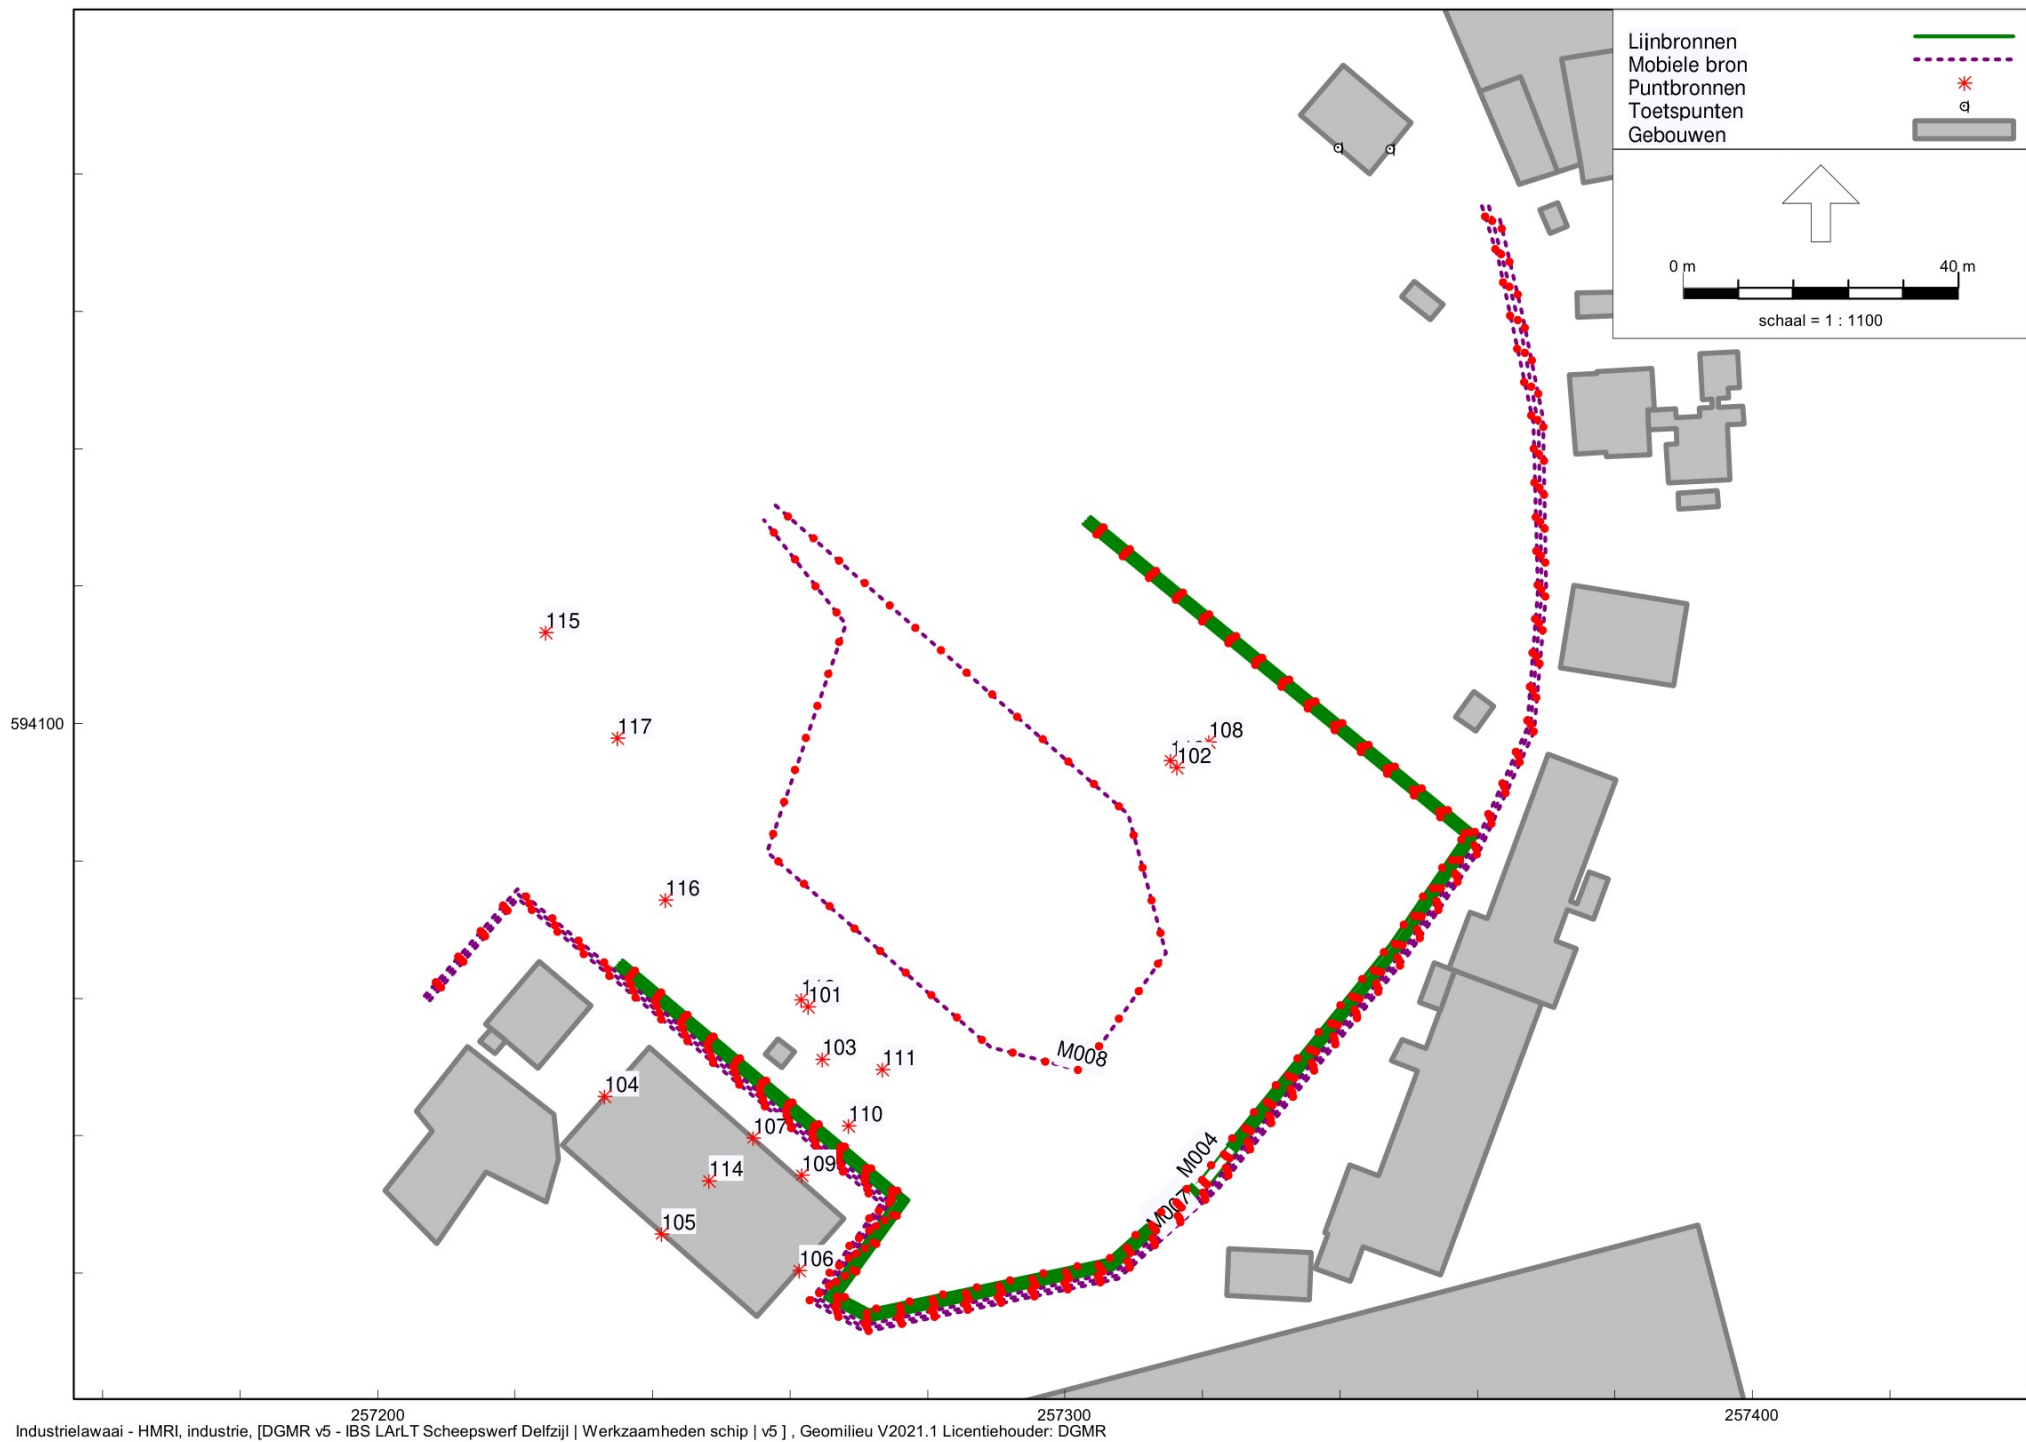 Lijnbronnen
Mobiele bron
Puntbronnen
Toetspunten
Gebouwen
0 m
40 m
schaal = 1 : 1100
115
594100
117
108
102
116
101
103
111
M008
104
110
107
M004
109
114
M007
105
106
257200
257300
257400
Industrielawaai - HMRI, industrie, [DGMR v5 - IBS LArLT Scheepswerf Delfzijl | Werkzaamheden schip | v5 ] , Geomilieu V2021.1 Licentiehouder: DGMR